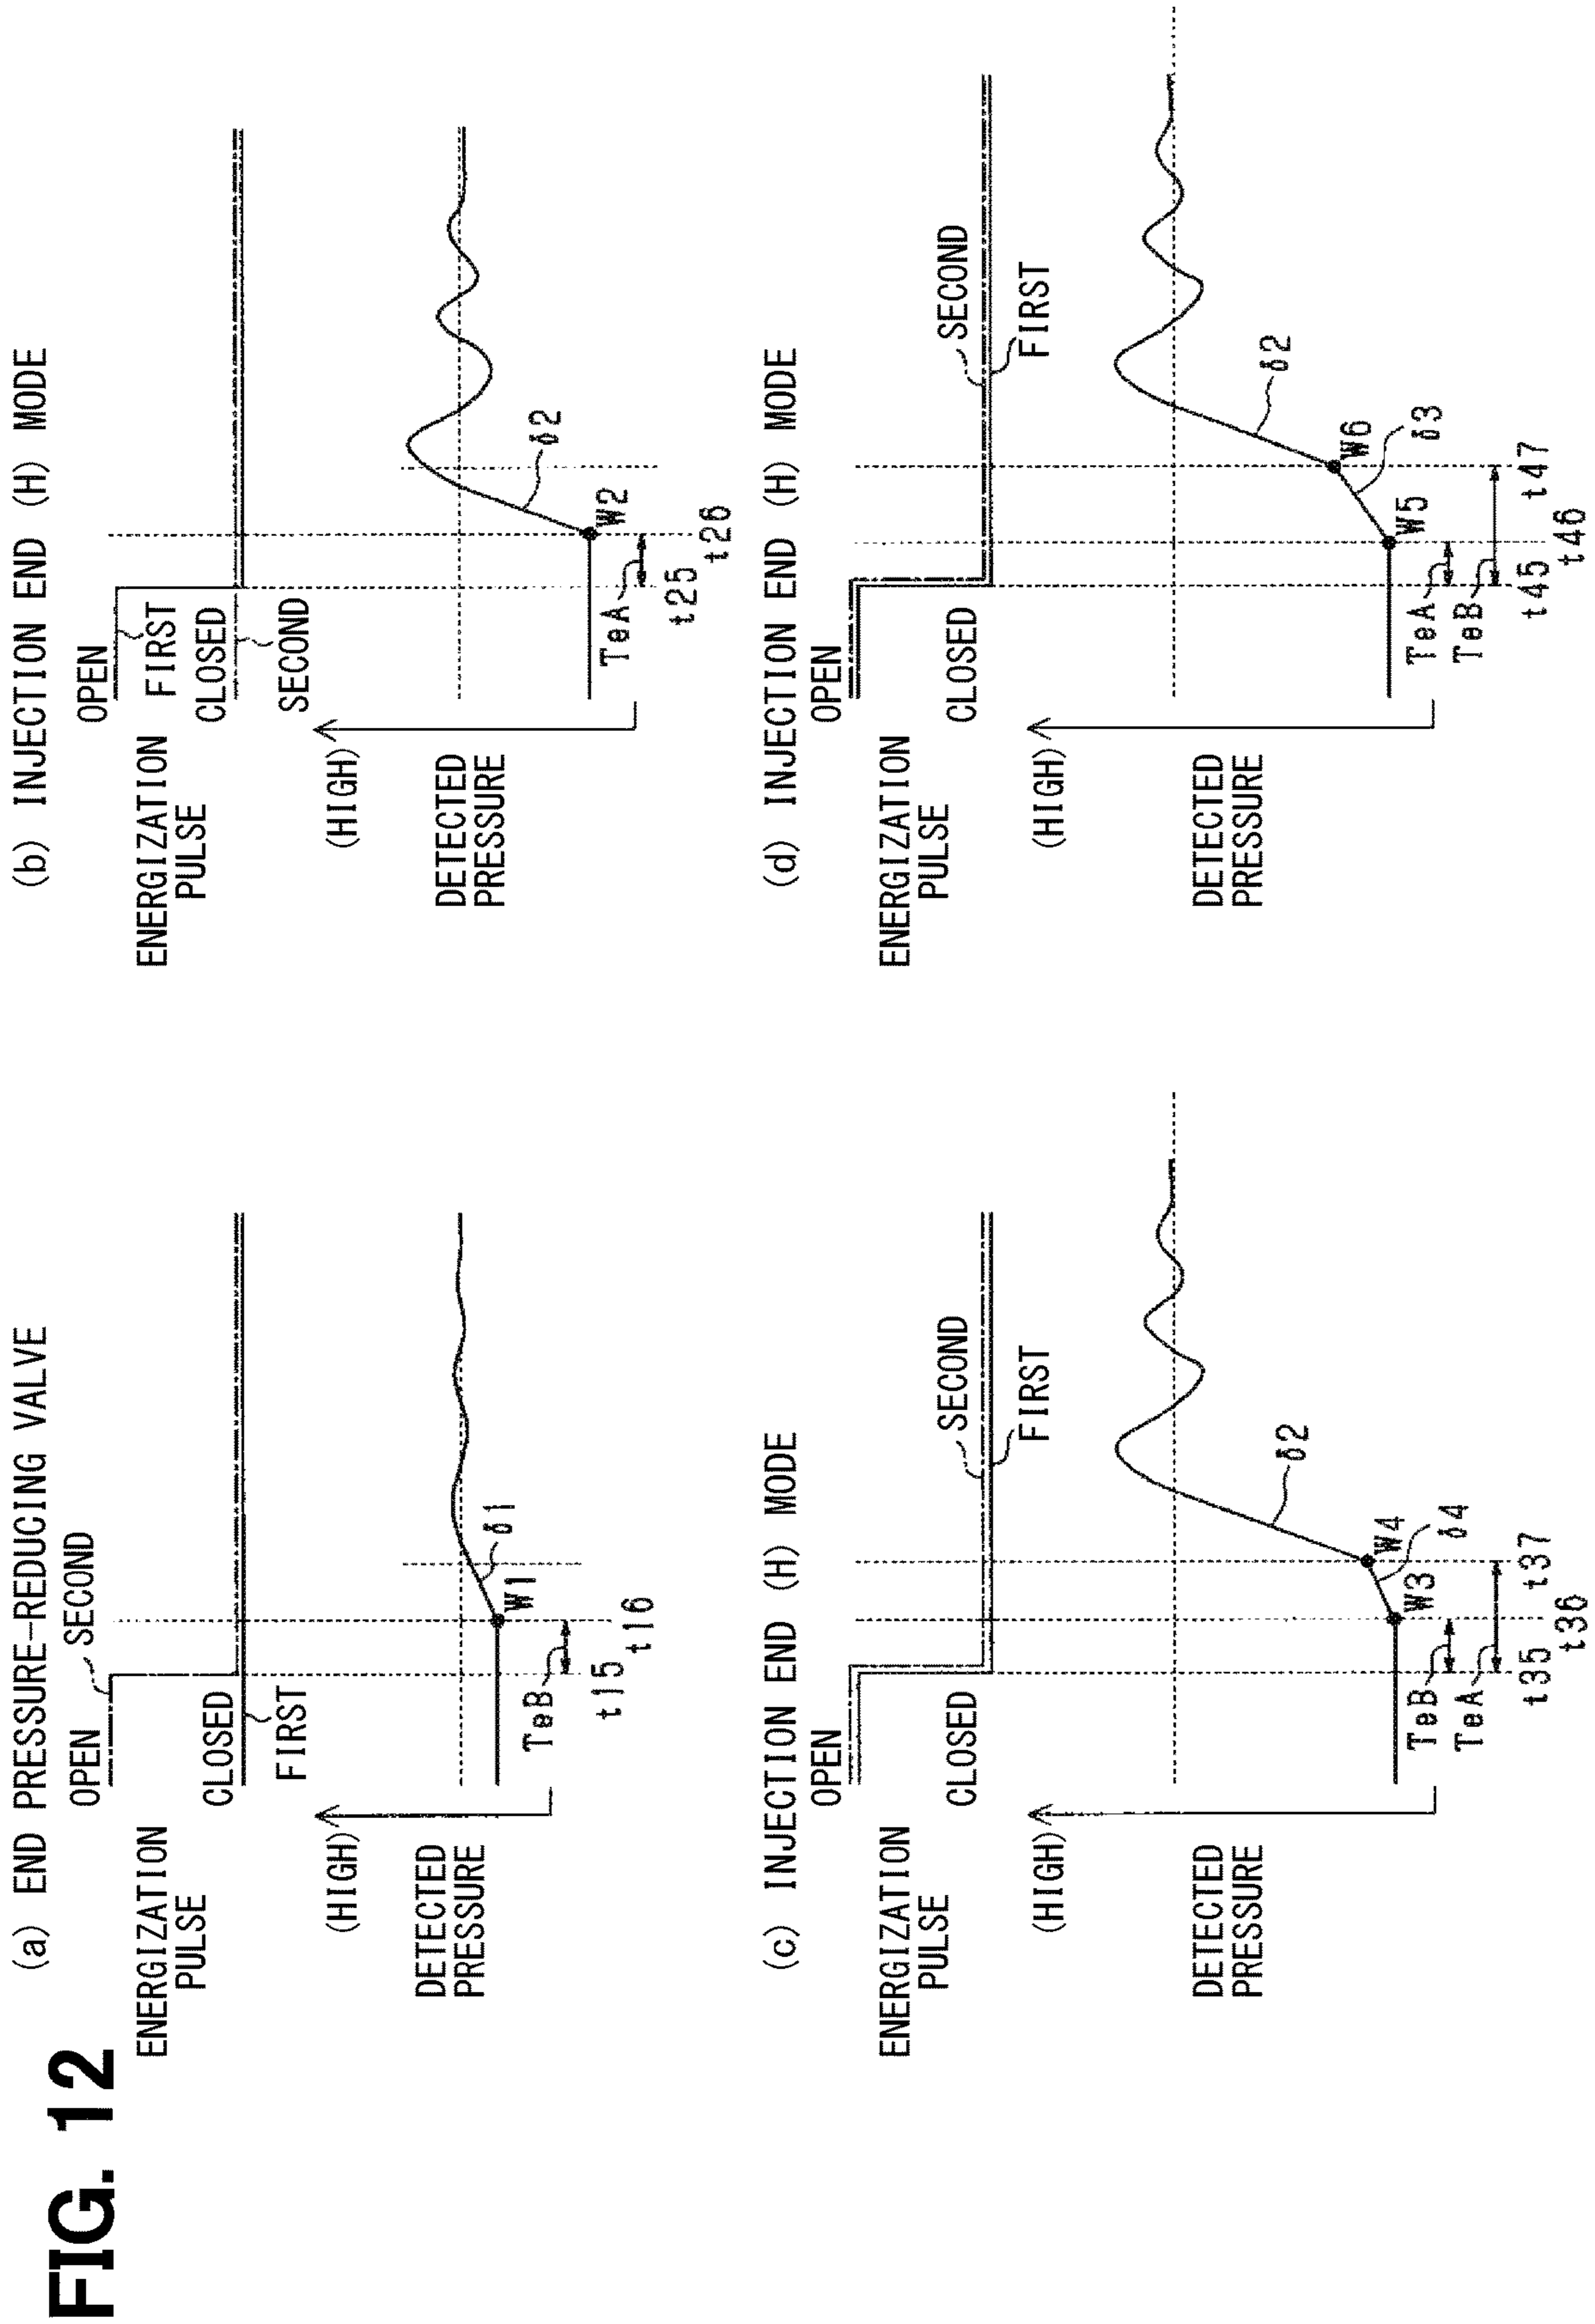 FIG. 12
(a) END PRESSURE-REDUCING VALVE
SECOND
OPEN
ENERGIZATION
PULSE
CLOSED
FIRST
(HIGH)
DETECTED
PRESSURE
δ1
W1
TeB
t15
t16
(b) INJECTION END (H) MODE
OPEN
FIRST
ENERGIZATION
PULSE
CLOSED
SECOND
(HIGH)
DETECTED
PRESSURE
δ2
W2
TeA
t25
t26
(c) INJECTION END (H) MODE
OPEN
ENERGIZATION
PULSE
CLOSED
SECOND
FIRST
(HIGH)
DETECTED
PRESSURE
δ2
W4
W3
δ4
TeB
TeA
t35
t37
t36
(d) INJECTION END (H) MODE
OPEN
ENERGIZATION
PULSE
CLOSED
SECOND
FIRST
(HIGH)
DETECTED
PRESSURE
δ2
W6
W5
δ3
TeA
TeB
t45
t47
t46